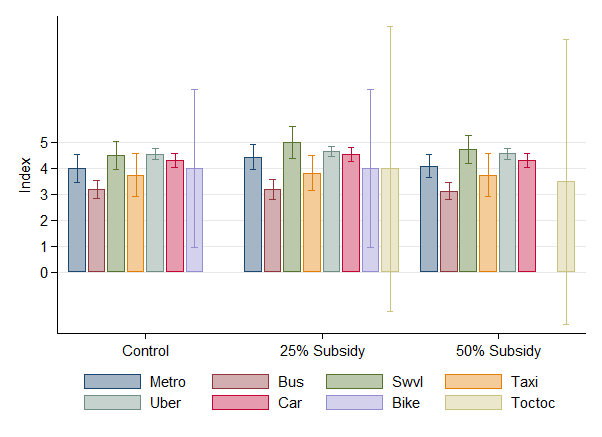 Index
5
4
3
2
1
0
Control 25% Subsidy 50% Subsidy
Metro Bus Swvl Taxi
Uber Car Bike Toctoc